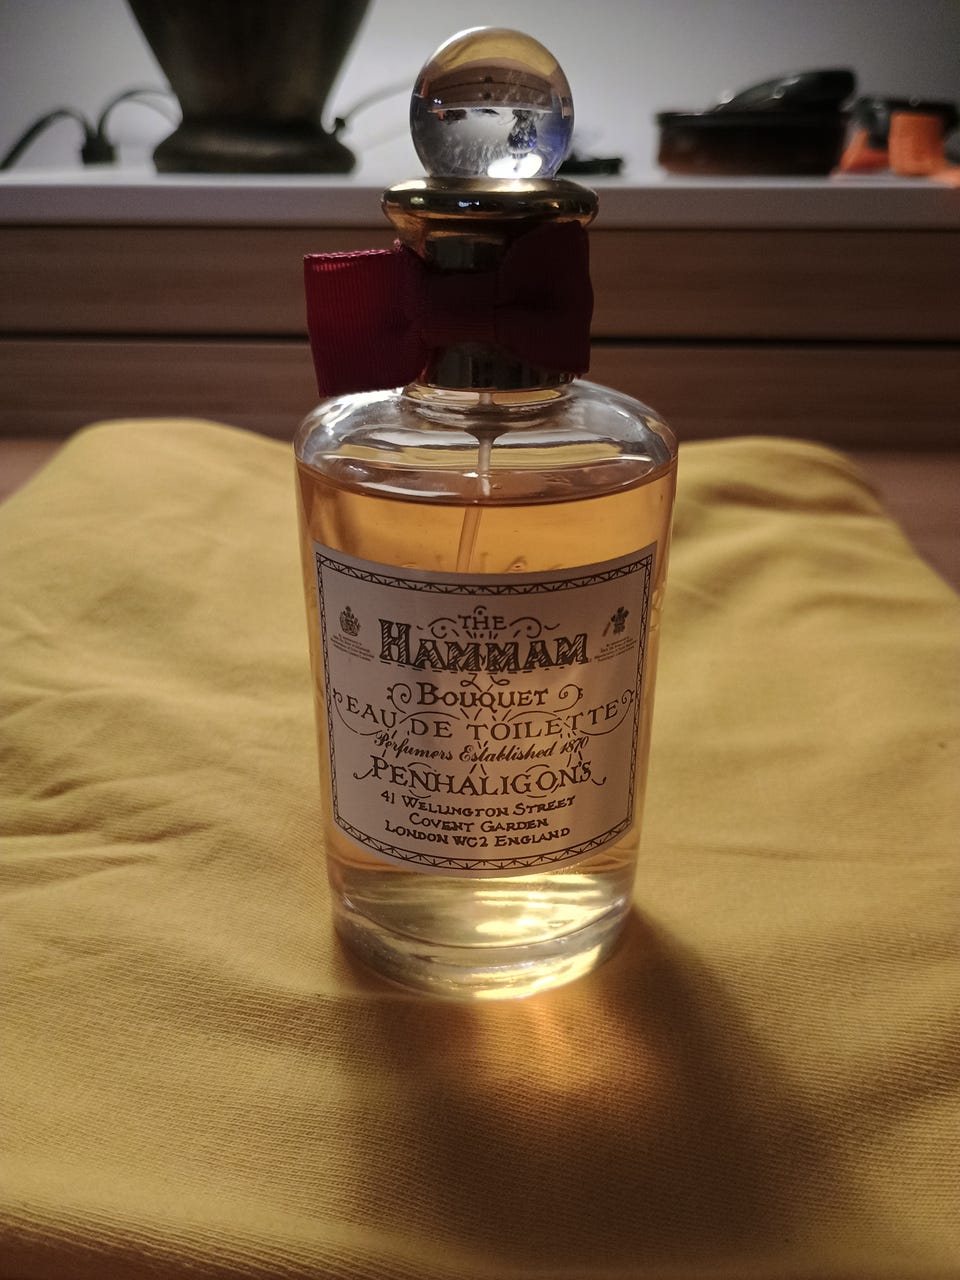 THE
HAMMAM
BOUQUET
EAU DE TOILETTE
Perfumers Established 1870
PENHALIGON'S
41 WELLINGTON STREET
COVENT GARDEN
LONDON WC2 ENGLAND